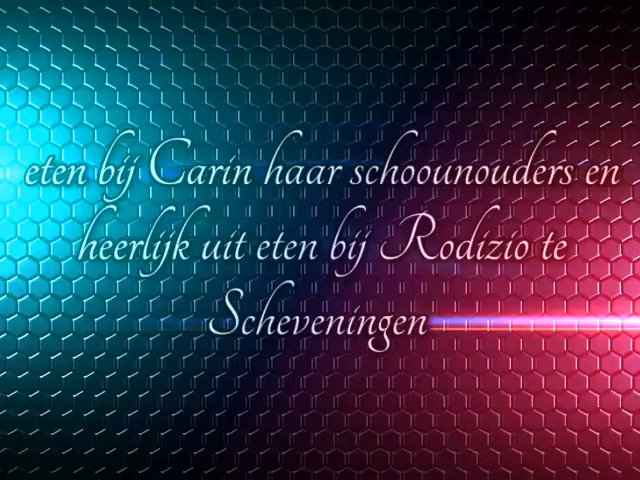 eten bij Carin haar schoounouders en
heerlijk uit eten bij Rodizio te
Scheveningen